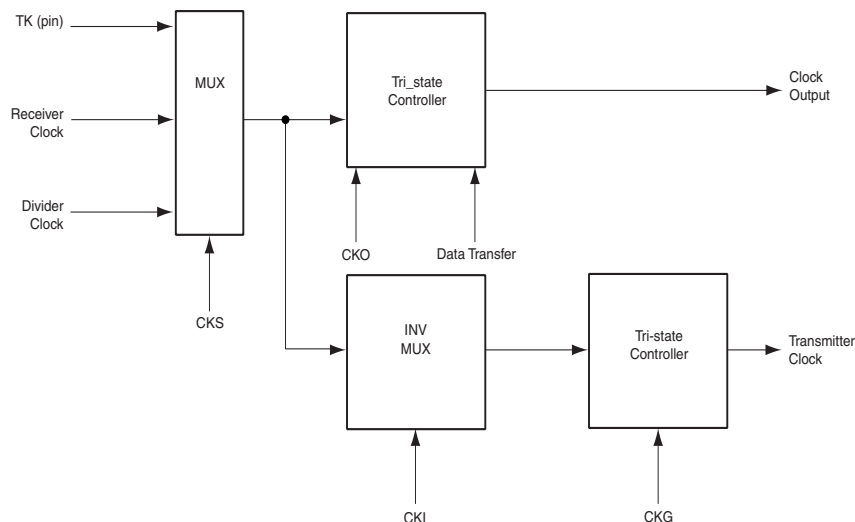 TK (pin)
MUX
Receiver
Clock
Divider
Clock
CKS
Tri_state
Controller
Clock
Output
CKO
Data Transfer
INV
MUX
Tri-state
Controller
Transmitter
Clock
CKI
CKG